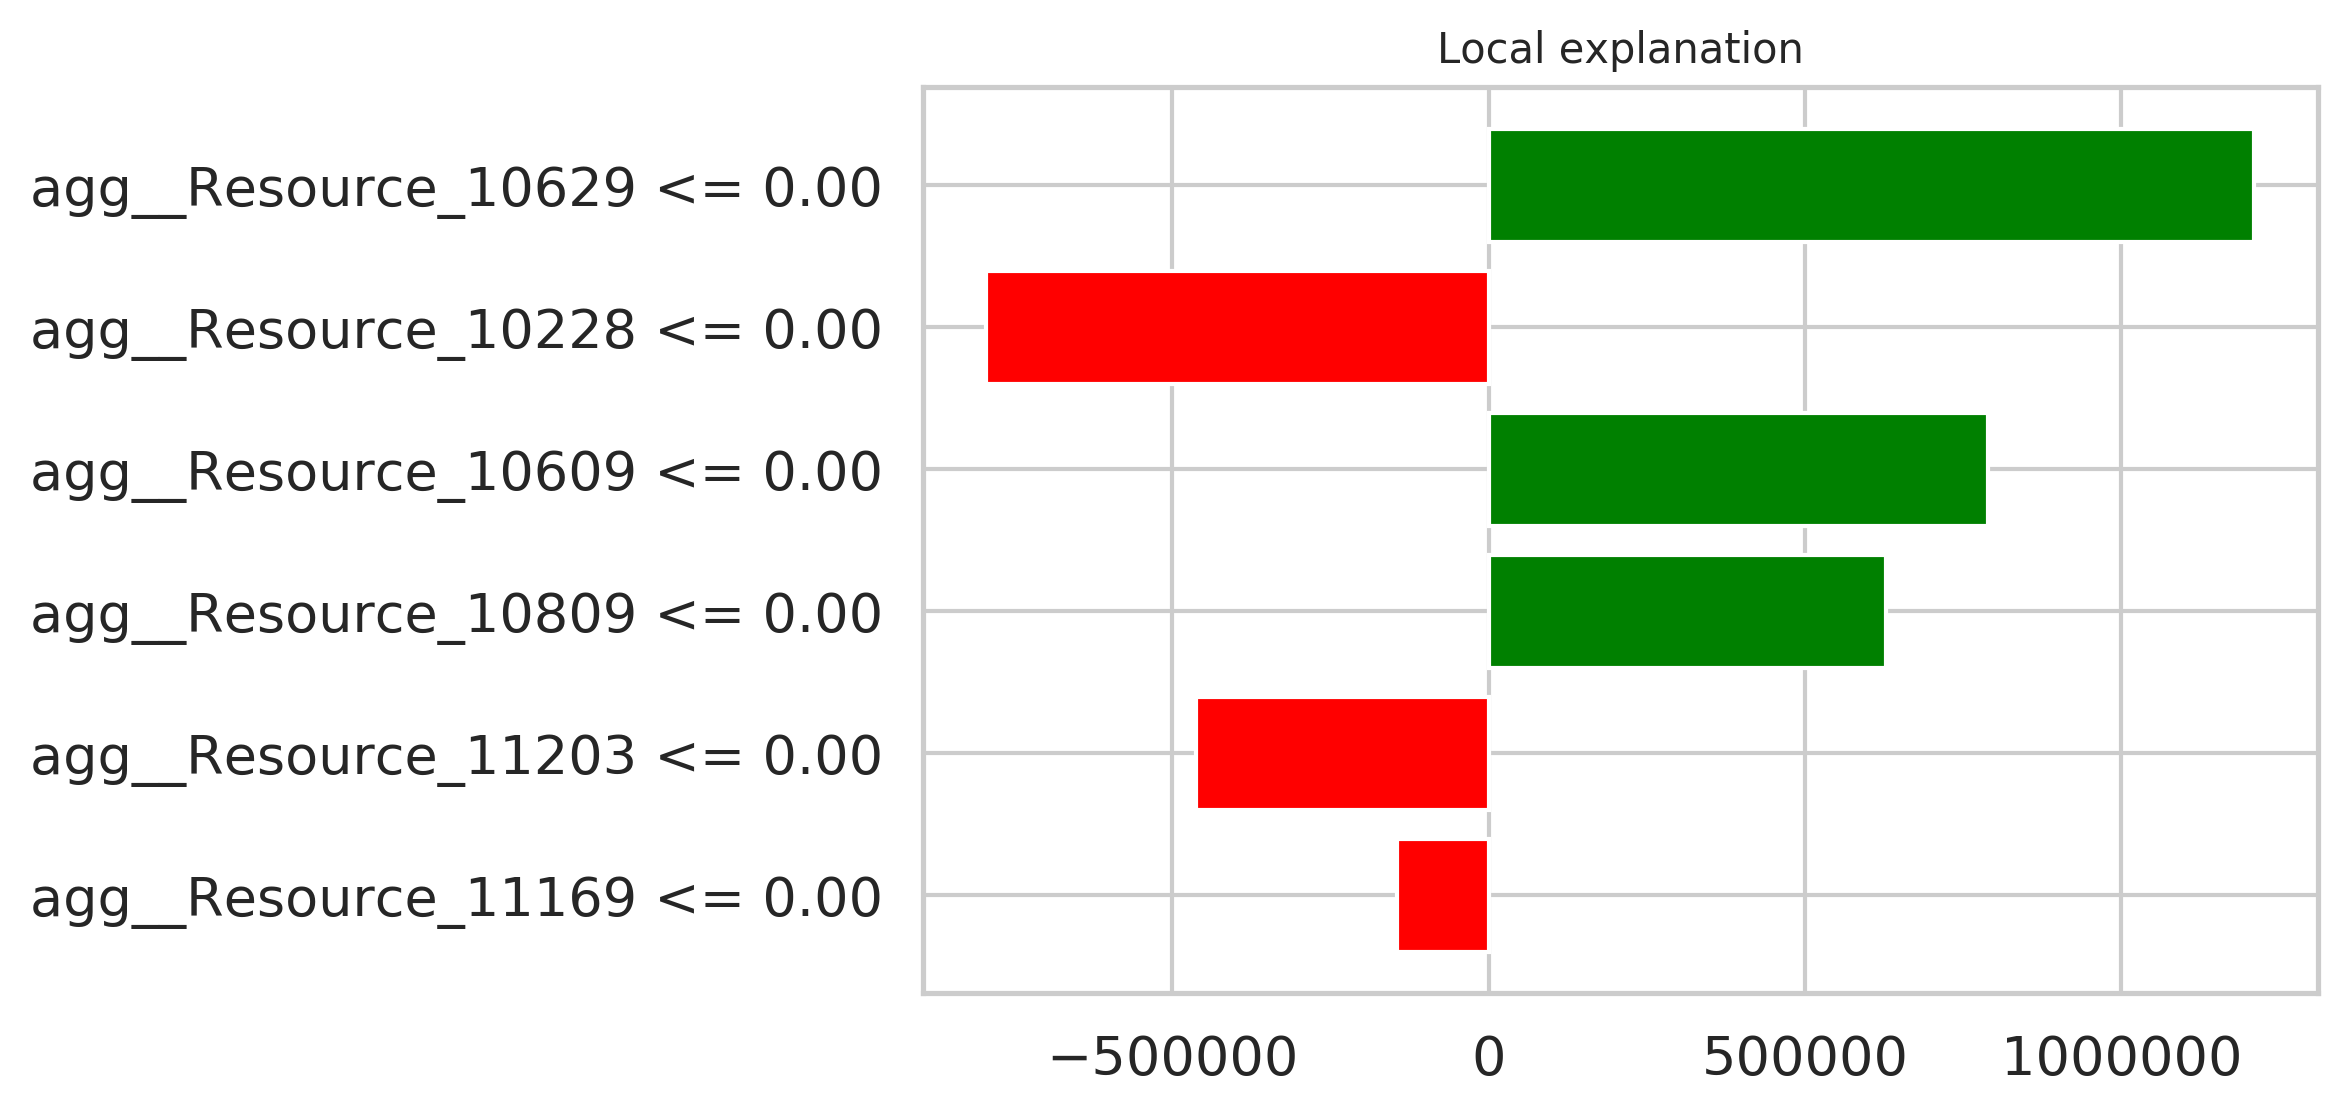 Local explanation
agg__Resource_10629 <= 0.00
agg__Resource_10228 <= 0.00
agg__Resource_10609 <= 0.00
agg__Resource_10809 <= 0.00
agg__Resource_11203 <= 0.00
agg__Resource_11169 <= 0.00
−500000 0 500000 1000000